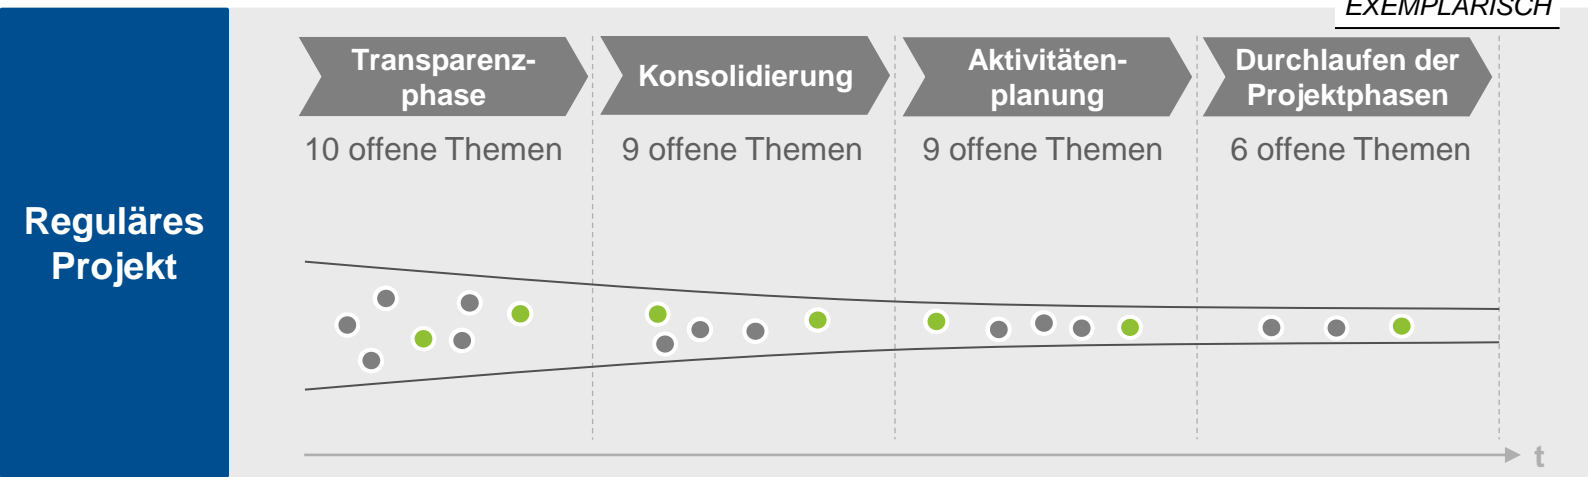 EXEMPLARISCH
Transparenz-
phase
Konsolidierung
Aktivitäten-
planung
Durchlaufen der
Projektphasen
10 offene Themen
9 offene Themen
9 offene Themen
6 offene Themen
Reguläres
Projekt
t